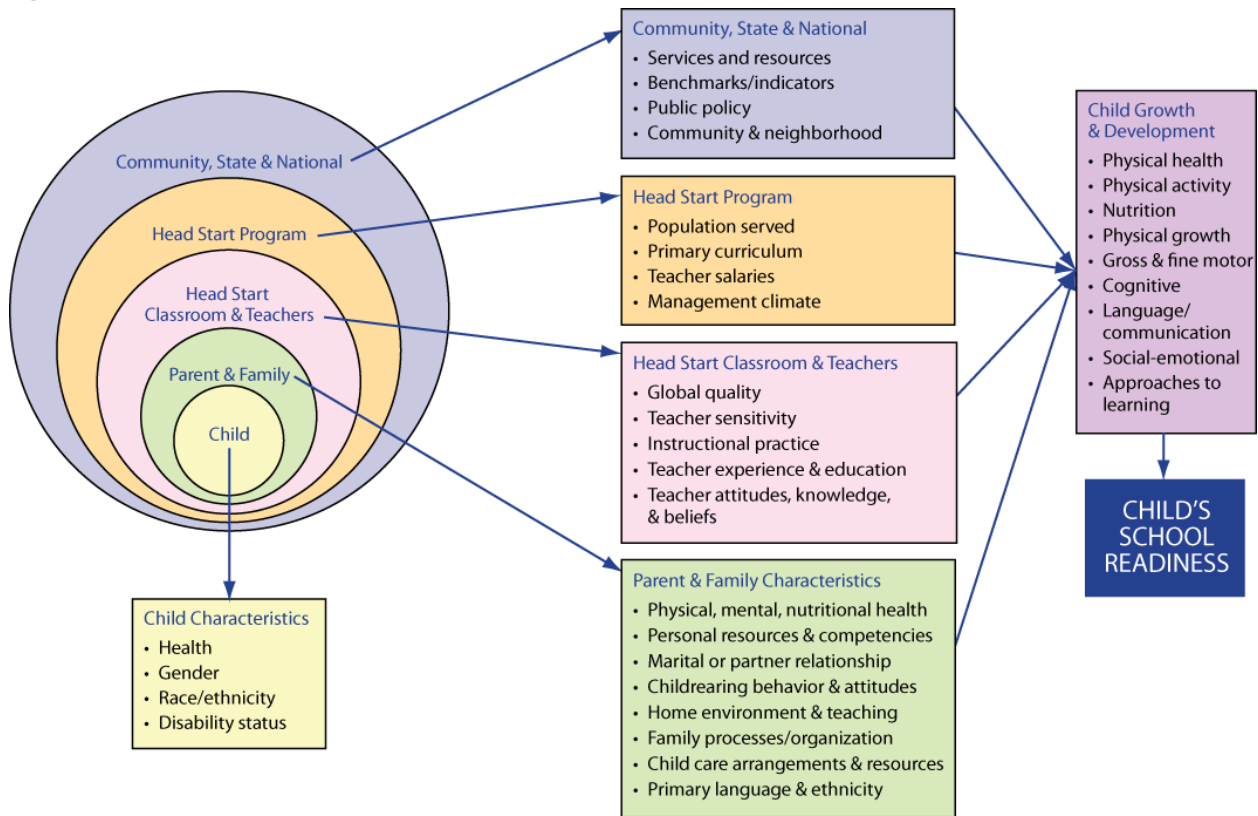 Community, State & National
Head Start Program
Head Start
Classroom & Teachers
Parent & Family
Child
Child Characteristics
• Health
• Gender
• Race/ethnicity
• Disability status
Community, State & National
• Services and resources
• Benchmarks/indicators
• Public policy
• Community & neighborhood
Head Start Program
• Population served
• Primary curriculum
• Teacher salaries
• Management climate
Head Start Classroom & Teachers
• Global quality
• Teacher sensitivity
• Instructional practice
• Teacher experience & education
• Teacher attitudes, knowledge,
& beliefs
Parent & Family Characteristics
• Physical, mental, nutritional health
• Personal resources & competencies
• Marital or partner relationship
• Childrearing behavior & attitudes
• Home environment & teaching
• Family processes/organization
• Child care arrangements & resources
• Primary language & ethnicity
Child Growth
& Development
• Physical health
• Physical activity
• Nutrition
• Physical growth
• Gross & fine motor
• Cognitive
• Language/
communication
• Social-emotional
• Approaches to
learning
CHILD'S
SCHOOL
READINESS